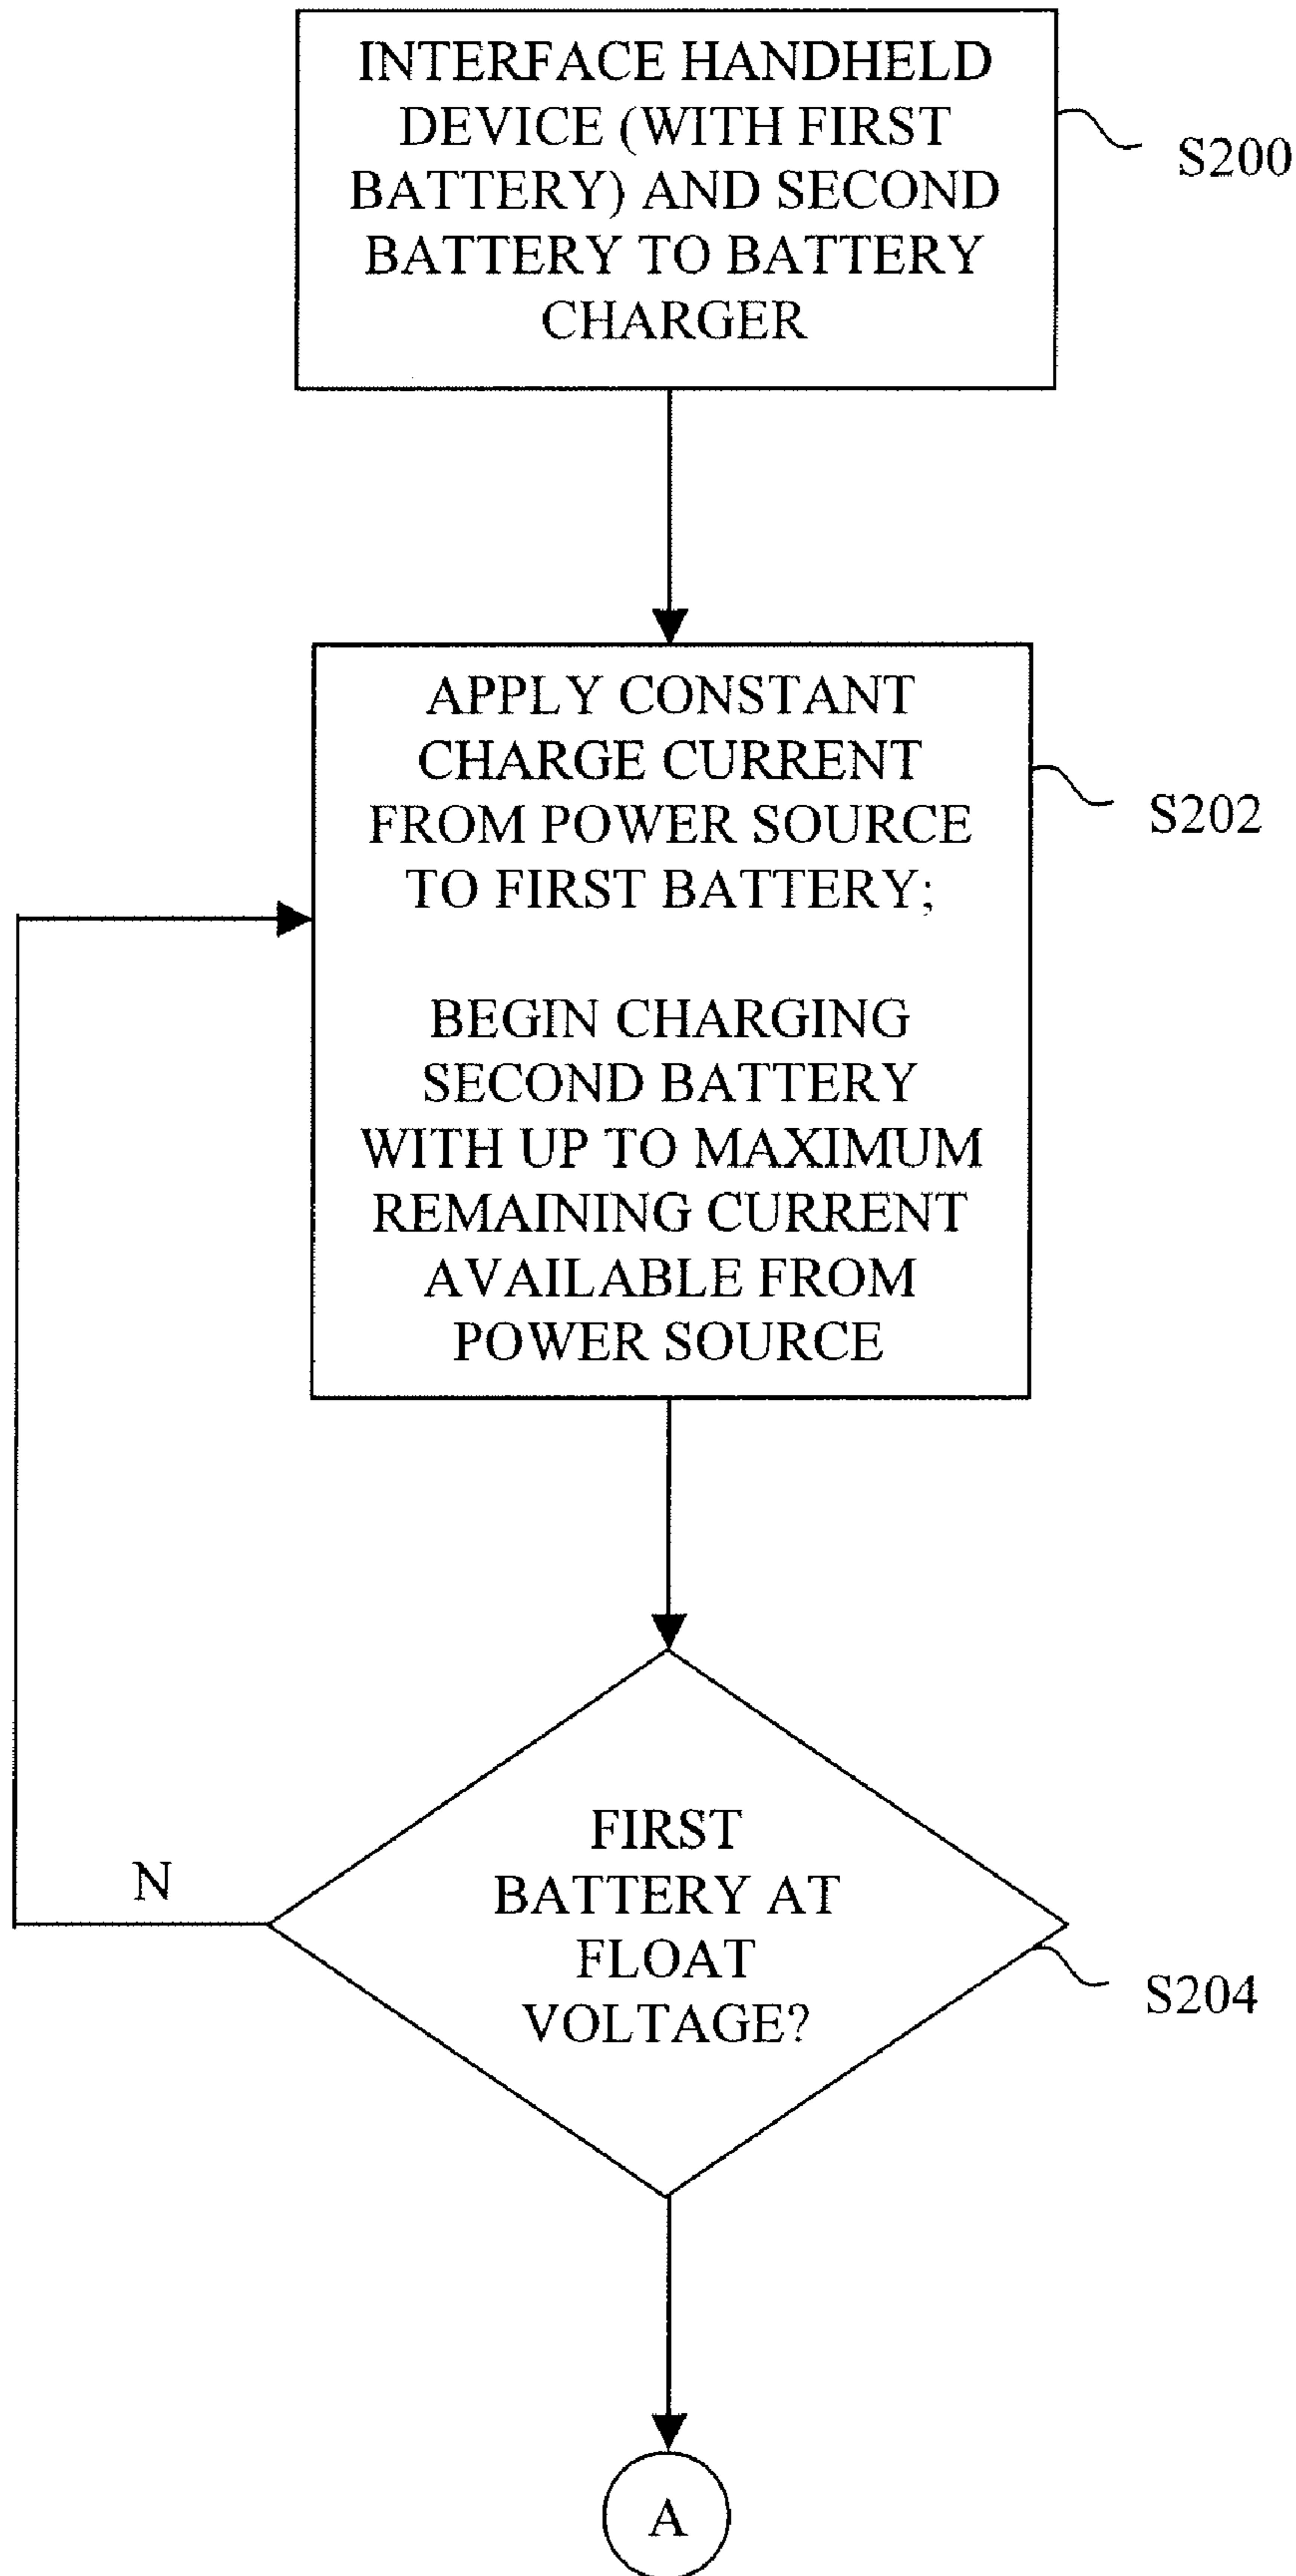 INTERFACE HANDHELD
DEVICE (WITH FIRST
BATTERY) AND SECOND
BATTERY TO BATTERY
CHARGER
S200
APPLY CONSTANT
CHARGE CURRENT
FROM POWER SOURCE
TO FIRST BATTERY;
BEGIN CHARGING
SECOND BATTERY
WITH UP TO MAXIMUM
REMAINING CURRENT
AVAILABLE FROM
POWER SOURCE
S202
FIRST
BATTERY AT
FLOAT
VOLTAGE?
N
S204
A